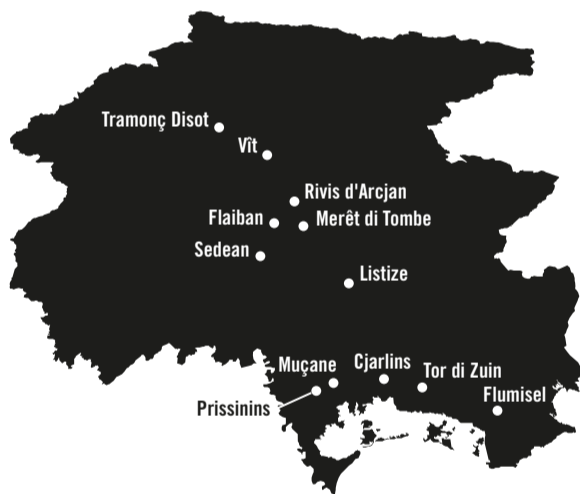 Tramonç Disot
Vît
Rivis d'Arcjan
Flaiban
Merêt di Tombe
Sedean
Listize
Muçane
Cjarlins
Tor di Zuin
Prissinins
Flumisel